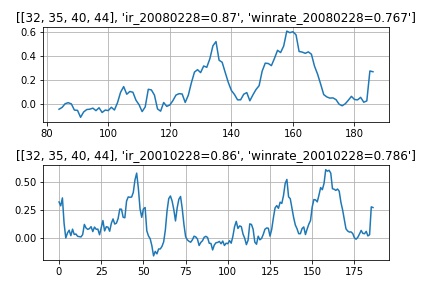 [[32, 35, 40, 44], 'ir_20080228=0.87', 'winrate_20080228=0.767']
0.6
0.4
0.2
0.0
80 100 120 140 160 180
[[32, 35, 40, 44], 'ir_20010228=0.86', 'winrate_20010228=0.786']
0.50
0.25
0.00
0 25 50 75 100 125 150 175